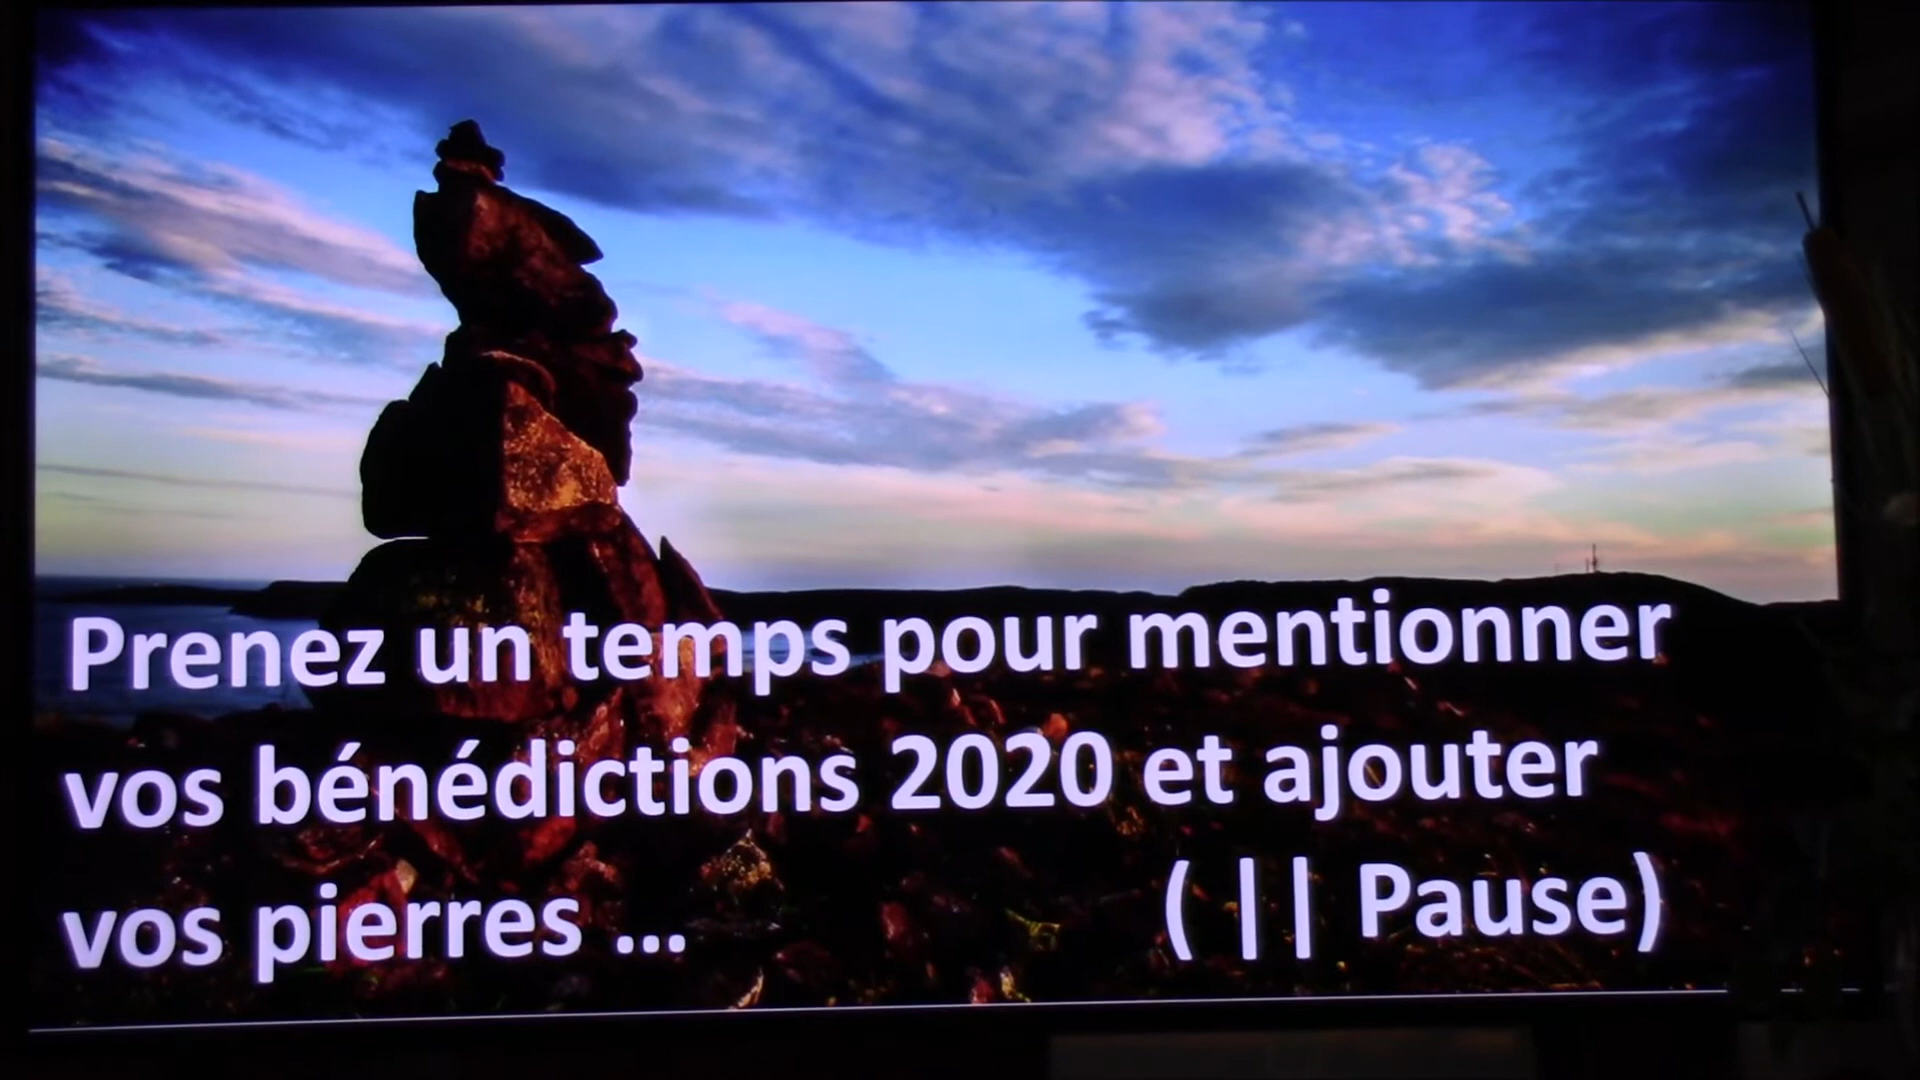 Prenez un temps pour mentionner
vos bénédictions 2020 et ajouter
vos pierres ... ( || Pause)